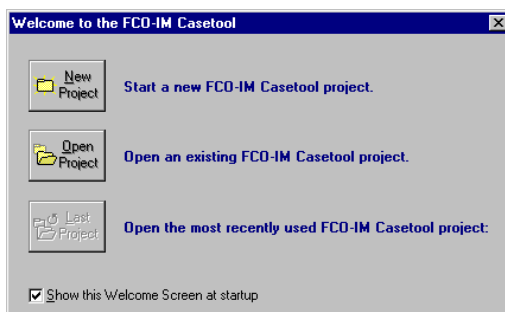 Welcome to the FCO-IM Casetool
New
Project
Start a new FCO-IM Casetool project.
Open
Project
Open an existing FCO-IM Casetool project.
Last
Project
Open the most recently used FCO-IM Casetool project:
Show this Welcome Screen at startup